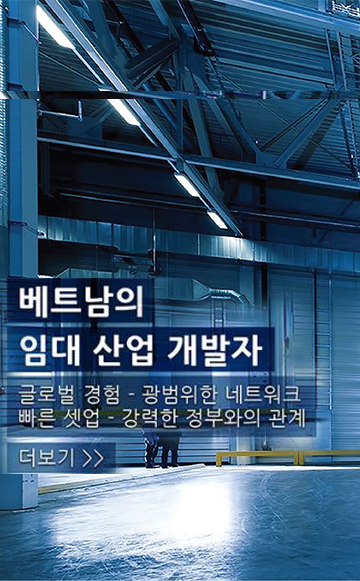 베트남의
임대 산업 개발자
글로벌 경험 - 광범위한 네트워크
빠른 셋업 - 강력한 정부와의 관계
더보기 >>